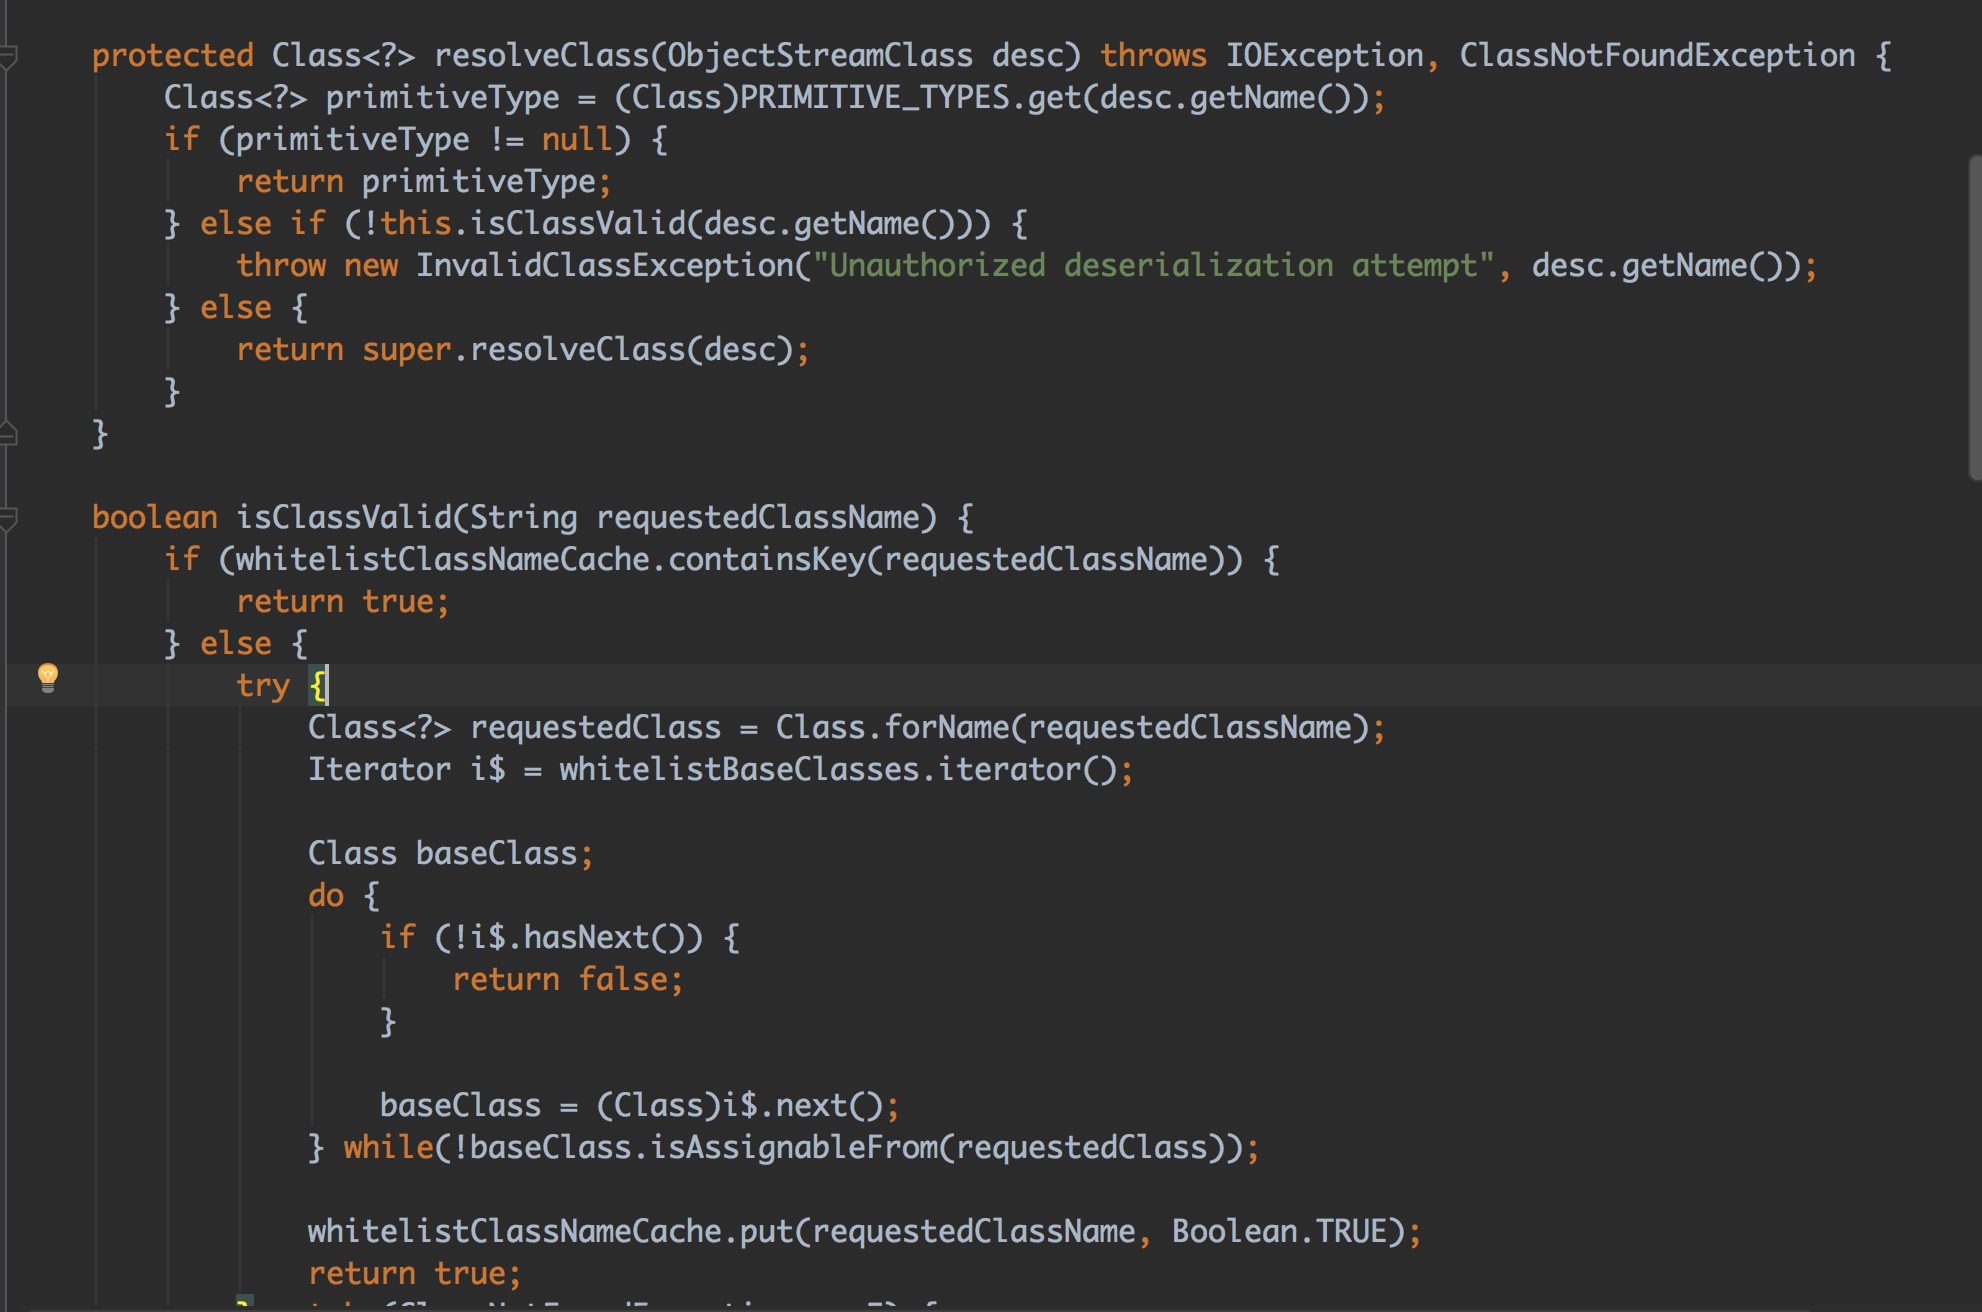 protected Class<?> resolveClass(ObjectStreamClass desc) throws IOException, ClassNotFoundException {
Class<?> primitiveType = (Class)PRIMITIVE_TYPES.get(desc.getName());
if (primitiveType != null) {
return primitiveType;
} else if (!this.isClassValid(desc.getName())) {
throw new InvalidClassException("Unauthorized deserialization attempt", desc.getName());
} else {
return super.resolveClass(desc);
}
}
boolean isClassValid(String requestedClassName) {
if (whitelistClassNameCache.containsKey(requestedClassName)) {
return true;
} else {
try {
Class<?> requestedClass = Class.forName(requestedClassName);
Iterator i$ = whitelistBaseClasses.iterator();
Class baseClass;
do {
if (!i$.hasNext()) {
return false;
}
baseClass = (Class)i$.next();
} while(!baseClass.isAssignableFrom(requestedClass));
whitelistClassNameCache.put(requestedClassName, Boolean.TRUE);
return true;